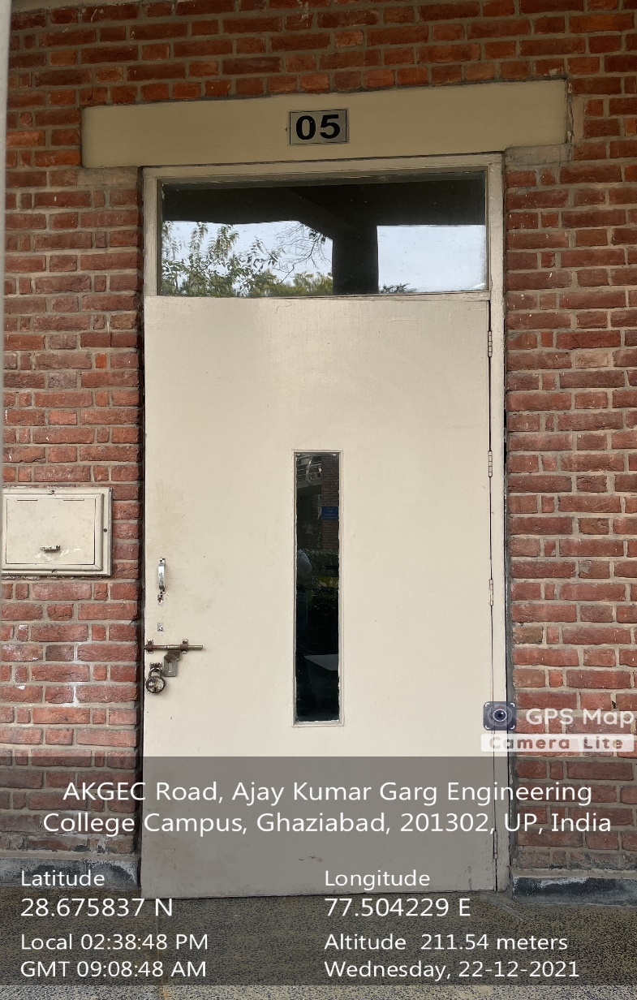 05
GPS Map
Camera Lite
AKGEC Road, Ajay Kumar Garg Engineering
College Campus, Ghaziabad, 201302, UP, India
Latitude
28.675837 N
Longitude
77.504229 E
Local 02:38:48 PM
GMT 09:08:48 AM
Altitude 211.54 meters
Wednesday, 22-12-2021